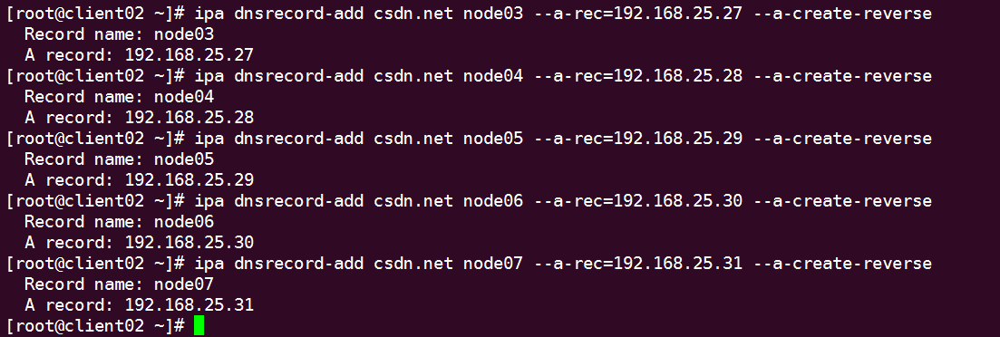 [root@client02 ~]# ipa dnsrecord-add csdn.net node03 --a-rec=192.168.25.27 --a-create-reverse
  Record name: node03
  A record: 192.168.25.27
[root@client02 ~]# ipa dnsrecord-add csdn.net node04 --a-rec=192.168.25.28 --a-create-reverse
  Record name: node04
  A record: 192.168.25.28
[root@client02 ~]# ipa dnsrecord-add csdn.net node05 --a-rec=192.168.25.29 --a-create-reverse
  Record name: node05
  A record: 192.168.25.29
[root@client02 ~]# ipa dnsrecord-add csdn.net node06 --a-rec=192.168.25.30 --a-create-reverse
  Record name: node06
  A record: 192.168.25.30
[root@client02 ~]# ipa dnsrecord-add csdn.net node07 --a-rec=192.168.25.31 --a-create-reverse
  Record name: node07
  A record: 192.168.25.31
[root@client02 ~]#